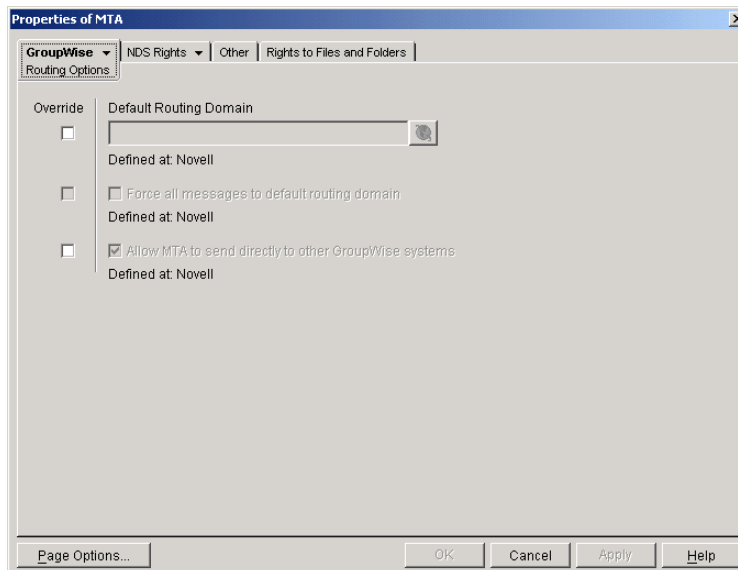 Properties of MTA
GroupWise NDS Rights Other Rights to Files and Folders
Routing Options
Override Default Routing Domain
Defined at: Novell
Force all messages to default routing domain
Defined at: Novell
Allow MTA to send directly to other GroupWise systems
Defined at: Novell
Page Options... OK Cancel Apply Help